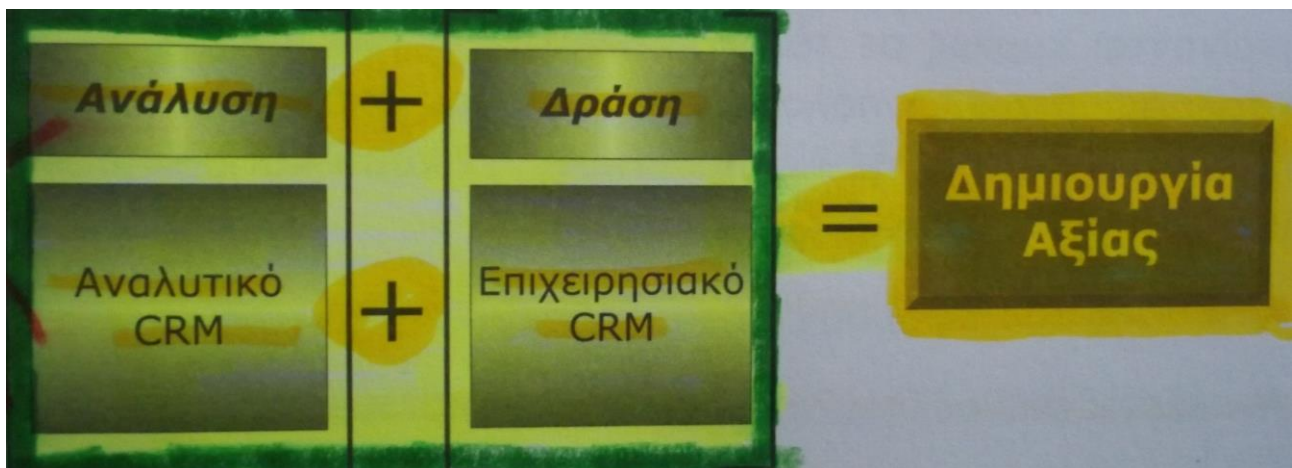 Ανάλυση + Δράση
Αναλυτικό CRM + Επιχειρησιακό CRM
= Δημιουργία
Αξίας